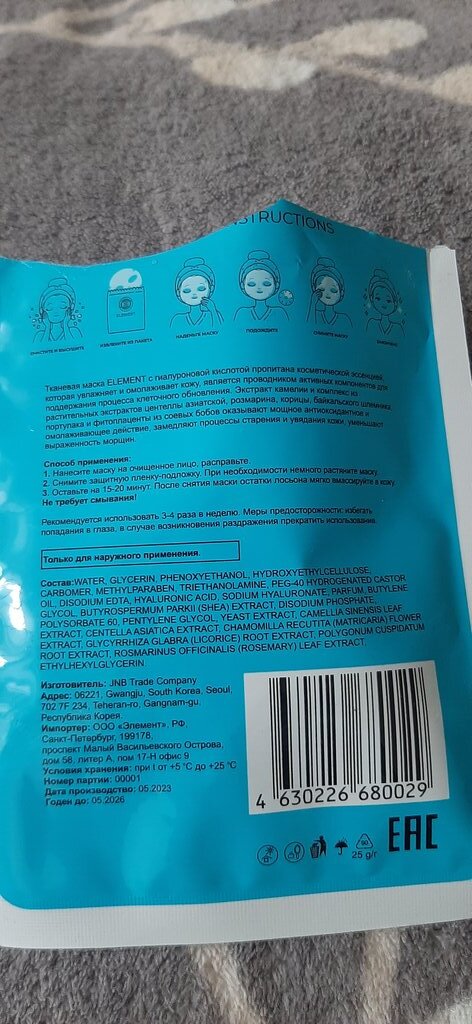 INSTRUCTIONS
ОЧИСТИТЕ И ВЫСУШИТЕ
ИЗВЛЕКИТЕ ИЗ ПАКЕТА
НАДЕНЬТЕ МАСКУ
ПОДОЖДИТЕ
СНИМИТЕ МАСКУ
Тканевая маска ELEMENT с гиалуроновой кислотой пропитана косметической эссенцией,
которая увлажняет и омолаживает кожу, является проводником активных компонентов для
поддержания процесса клеточного обновления. Экстракт камелии и комплекс из
растительных экстрактов центеллы азиатской, розмарина, корицы, байкальского шлемника
портулака и фитоплаценты из соевых бобов оказывают мощное антиоксидантное и
омолаживающее действие, замедляют процессы старения и увядания кожи, уменьшают
выраженность морщин.
Способ применения:
1. Нанесите маску на очищенное лицо, расправьте.
2. Снимите защитную пленку-подложку. При необходимости немного растяните маску.
3. Оставьте на 15-20 минут. После снятия маски остатки лосьона мягко вмассируйте в кожу.
Не требует смывания!
Рекомендуется использовать 3-4 раза в неделю. Меры предосторожности: избегать
попадания в глаза, в случае возникновения раздражения прекратить использование.
Только для наружного применения.
Состав:WATER, GLYCERIN, PHENOXYETHANOL, HYDROXYETHYLCELLULOSE,
CARBOMER, METHYLPARABEN, TRIETHANOLAMINE, PEG-40 HYDROGENATED CASTOR
OIL, DISODIUM EDTA, HYALURONIC ACID, SODIUM HYALURONATE, PARFUM, BUTYLENE
GLYCOL, BUTYROSPERMUM PARKII (SHEA) EXTRACT, DISODIUM PHOSPHATE,
POLYSORBATE 60, PENTYLENE GLYCOL, YEAST EXTRACT, CAMELLIA SINENSIS LEAF
EXTRACT, CENTELLA ASIATICA EXTRACT, CHAMOMILLA RECUTITA (MATRICARIA) FLOWER
EXTRACT, GLYCYRRHIZA GLABRA (LICORICE) ROOT EXTRACT, POLYGONUM CUSPIDATUM
ROOT EXTRACT, ROSMARINUS OFFICINALIS (ROSEMARY) LEAF EXTRACT,
ETHYLHEXYLGLYCERIN
Изготовитель: JNB Trade Company
Адрес: 06221, Gwangju, South Korea, Seoul,
702 7F 234, Teheran-ro, Gangnam-gu,
Республика Корея.
Импортер: ООО «Элемент», РФ,
Санкт-Петербург, 199178,
проспект Малый Васильевского Острова,
дом 58, литер А, пом 17-Н офис 9
Условия хранения: при t от +5 °C до +25 °C
Номер партии: 00001
Дата производство: 05.2023
Годен до: 05.2026
4 630226 680029
25 g/г
EAC